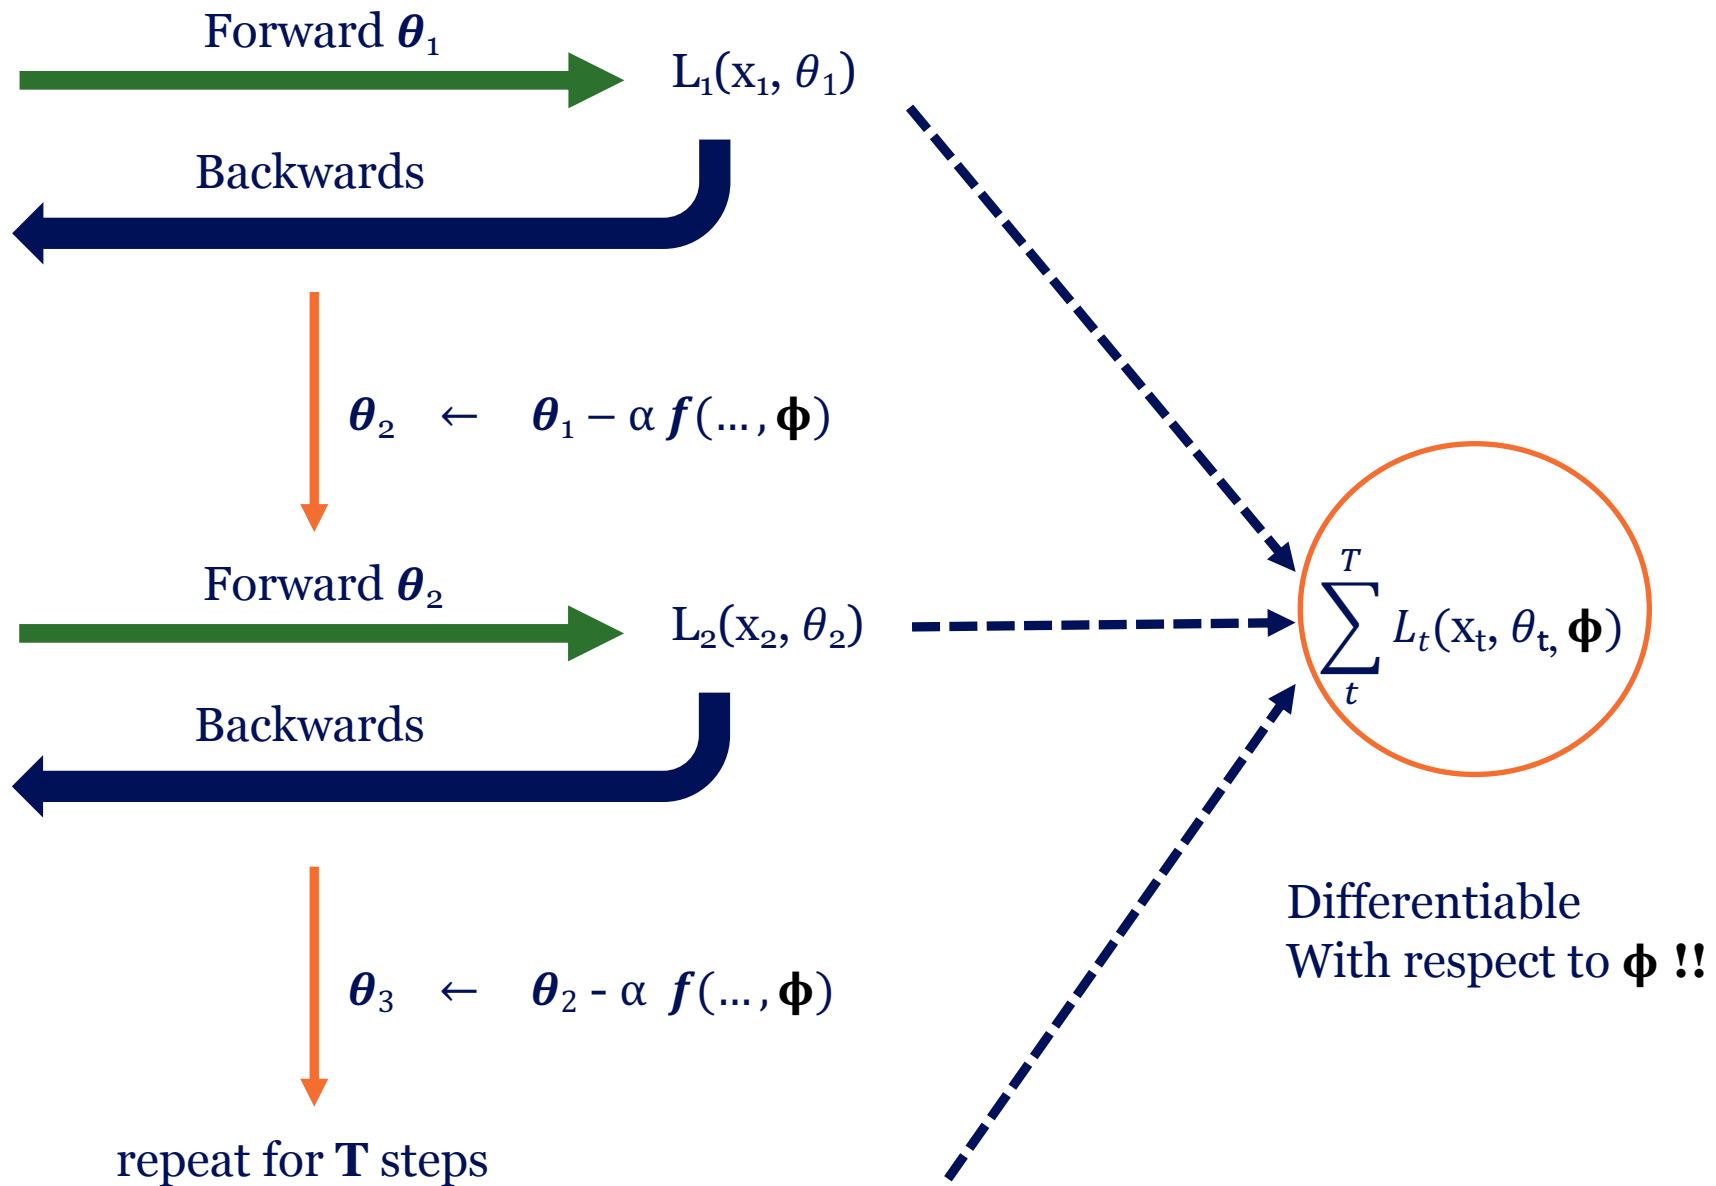 Forward 𝜽₁
L₁(x₁, 𝜃₁)
Backwards
𝜽₂ ← 𝜽₁ – α 𝒇(…, ϕ)
Forward 𝜽₂
L₂(x₂, 𝜃₂)
Backwards
𝜽₃ ← 𝜽₂ - α 𝒇(…, ϕ)
repeat for T steps
T
∑ Lₜ(xₜ, 𝜃ₜ, ϕ)
t
Differentiable
With respect to ϕ !!